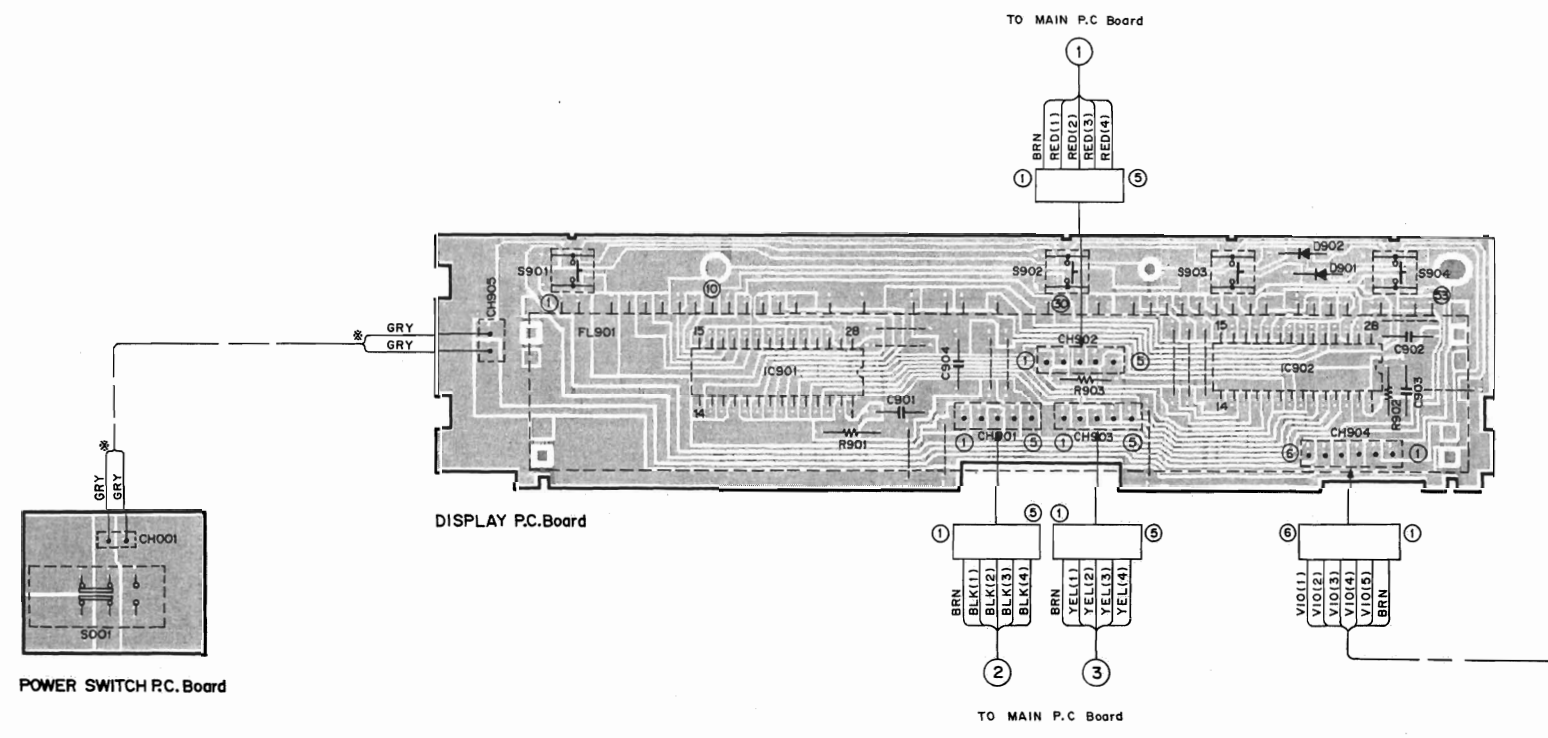 TO MAIN P.C Board
1
BRN
RED(1)
RED(2)
RED(3)
RED(4)
1
5
S901
S902
S903
D902
D901
S904
CH905
1
10
30
53
FL901
15
28
CH902
15
28
C902
※
GRY
GRY
IC901
C904
1
5
R903
IC902
R902
C903
14
C901
R901
14
1
CH901
5
1
CH903
5
CH904
6
1
※
GRY
GRY
CH001
S001
POWER SWITCH P.C. Board
DISPLAY P.C. Board
1
5
1
5
6
1
BRN
BLK(1)
BLK(2)
BLK(3)
BLK(4)
BRN
YEL(1)
YEL(2)
YEL(3)
YEL(4)
VIO(1)
VIO(2)
VIO(3)
VIO(4)
VIO(5)
BRN
2
3
TO MAIN P.C Board